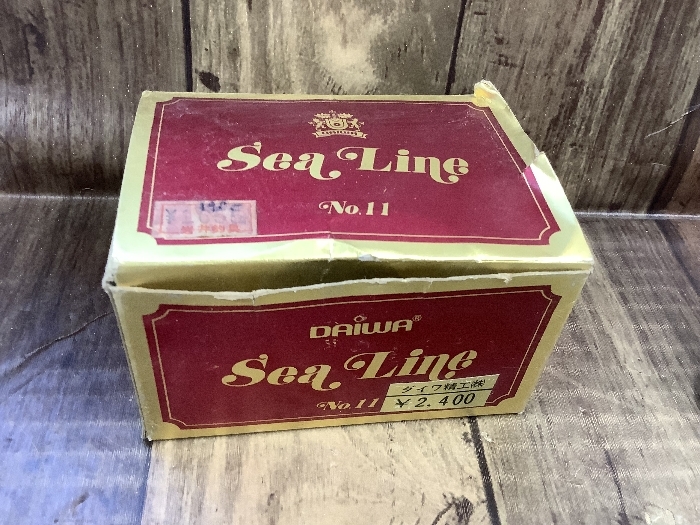 Sea Line
No. 11
DAIWA®
Sea Line
No. 11
ダイワ精工㈱
¥2,400